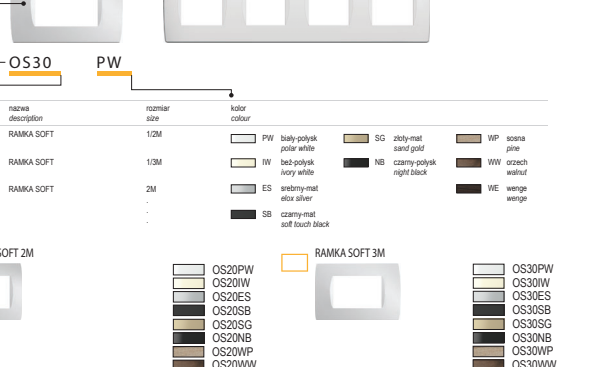 OS30 PW
nazwa rozmiar kolor
description size colour
RAMKA SOFT 1/2M PW biały-połysk SG złoty-mat WP sosna
polar white sand gold pine
RAMKA SOFT 1/3M IW beż-połysk NB czarny-połysk WW orzech
ivory white night black walnut
RAMKA SOFT 2M ES srebrny-mat WE wenge
. elox silver wenge
. SB czarny-mat
. soft touch black
SOFT 2M RAMKA SOFT 3M
OS20PW OS30PW
OS20IW OS30IW
OS20ES OS30ES
OS20SB OS30SB
OS20SG OS30SG
OS20NB OS30NB
OS20WP OS30WP
OS20WW OS30WW